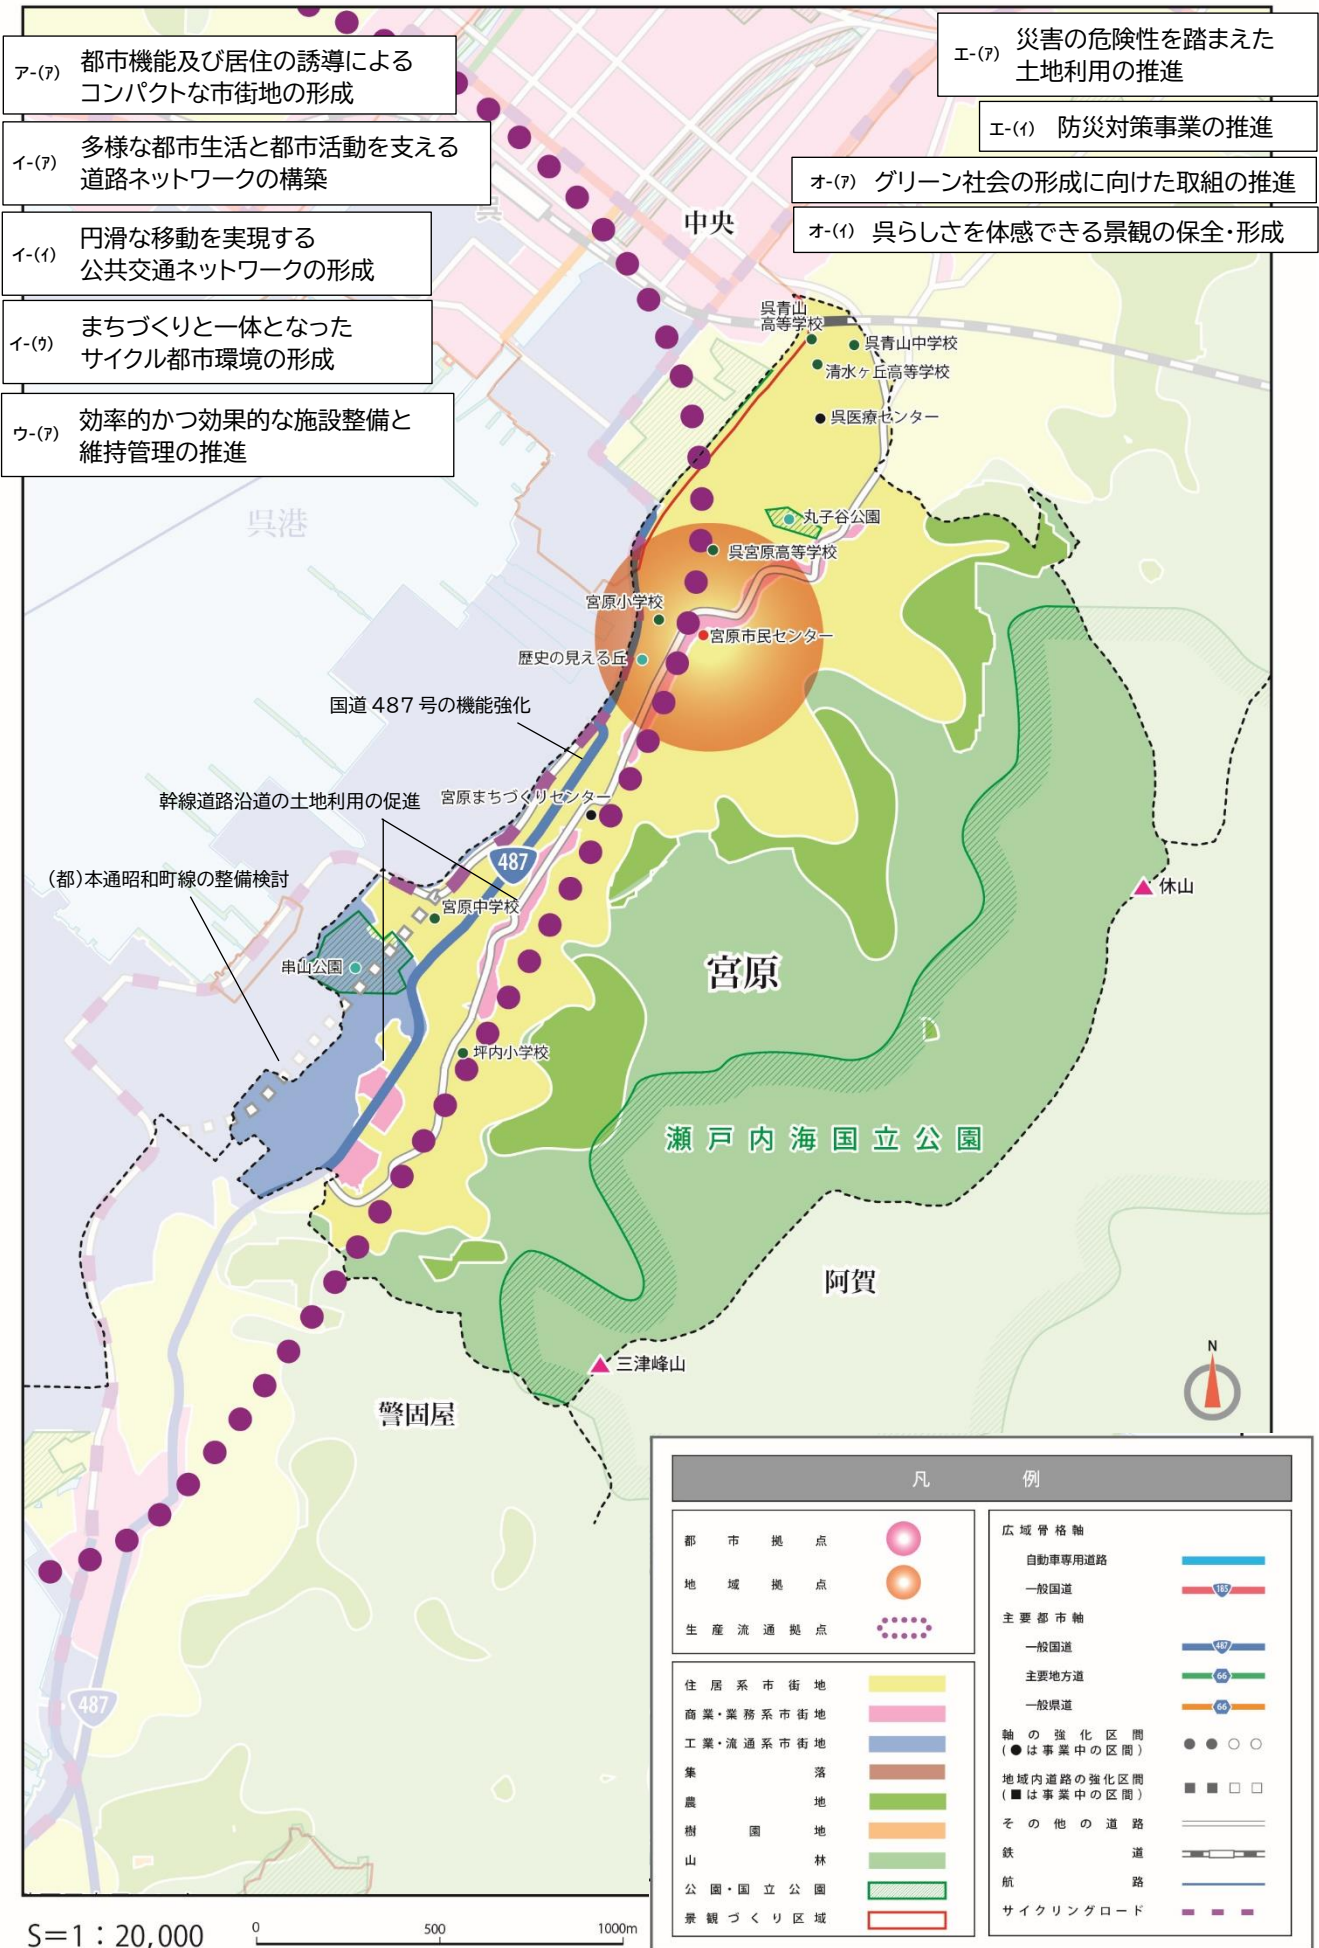 ア-(ｱ) 都市機能及び居住の誘導による
コンパクトな市街地の形成
イ-(ｱ) 多様な都市生活と都市活動を支える
道路ネットワークの構築
イ-(ｲ) 円滑な移動を実現する
公共交通ネットワークの形成
イ-(ｳ) まちづくりと一体となった
サイクル都市環境の形成
ウ-(ｱ) 効率的かつ効果的な施設整備と
維持管理の推進
エ-(ｱ) 災害の危険性を踏まえた
土地利用の推進
エ-(ｲ) 防災対策事業の推進
オ-(ｱ) グリーン社会の形成に向けた取組の推進
オ-(ｲ) 呉らしさを体感できる景観の保全・形成
呉
中央
呉青山
高等学校
呉青山中学校
清水ヶ丘高等学校
呉医療センター
呉港
丸子谷公園
呉宮原高等学校
宮原小学校
宮原市民センター
歴史の見える丘
国道487号の機能強化
幹線道路沿道の土地利用の促進
宮原まちづくりセンター
487
(都)本通昭和町線の整備検討
宮原中学校
休山
串山公園
宮原
坪内小学校
瀬戸内海国立公園
阿賀
三津峰山
警固屋
487
N
凡例
都市拠点
地域拠点
生産流通拠点
住居系市街地
商業・業務系市街地
工業・流通系市街地
集落
農地
樹園地
山林
公園・国立公園
景観づくり区域
広域骨格軸
自動車専用道路
一般国道
185
主要都市軸
一般国道
487
主要地方道
66
一般県道
66
軸の強化区間
(●は事業中の区間)
地域内道路の強化区間
(■は事業中の区間)
その他の道路
鉄道
航路
サイクリングロード
S=1：20,000
0 500 1000m